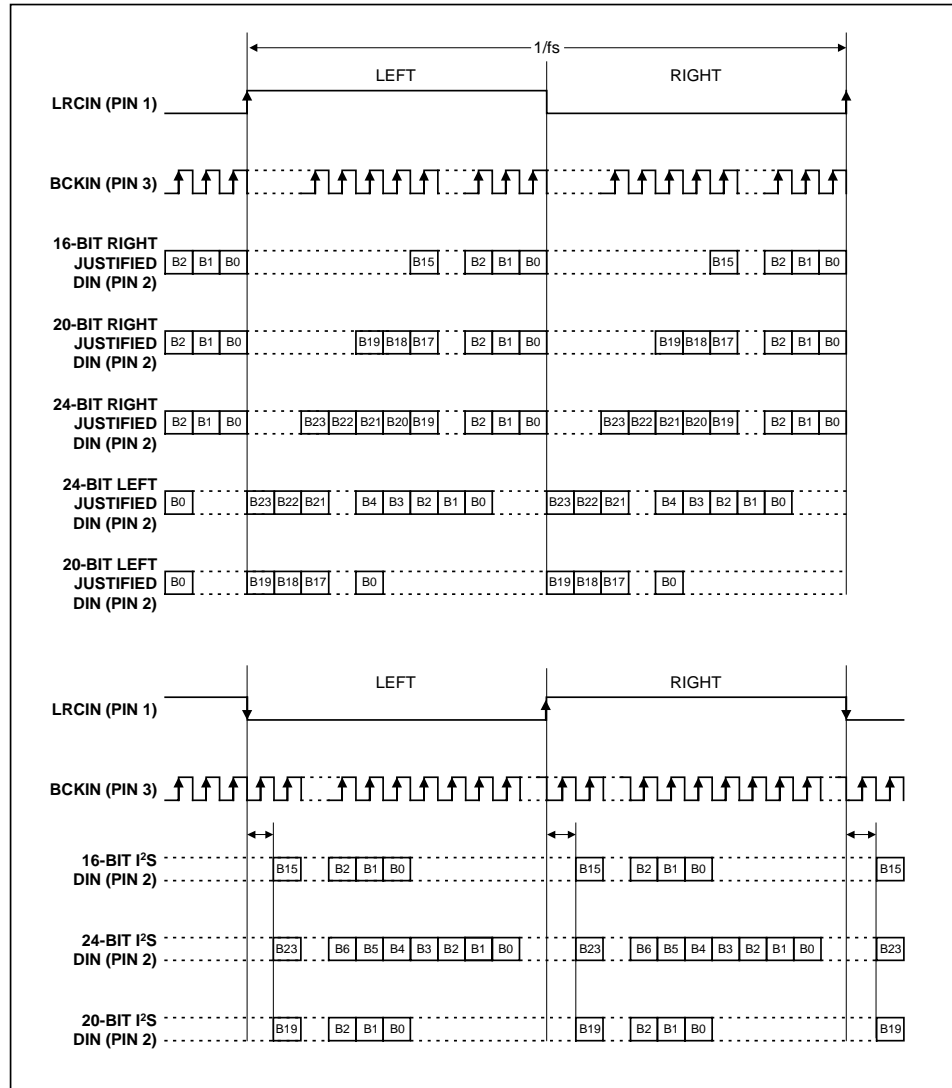 1/fs
LEFT RIGHT
LRCIN (PIN 1)
BCKIN (PIN 3)
16-BIT RIGHT
JUSTIFIED
DIN (PIN 2)
B2 B1 B0 B15 B2 B1 B0 B15 B2 B1 B0
20-BIT RIGHT
JUSTIFIED
DIN (PIN 2)
B2 B1 B0 B19 B18 B17 B2 B1 B0 B19 B18 B17 B2 B1 B0
24-BIT RIGHT
JUSTIFIED
DIN (PIN 2)
B2 B1 B0 B23 B22 B21 B20 B19 B2 B1 B0 B23 B22 B21 B20 B19 B2 B1 B0
24-BIT LEFT
JUSTIFIED
DIN (PIN 2)
B0 B23 B22 B21 B4 B3 B2 B1 B0 B23 B22 B21 B4 B3 B2 B1 B0
20-BIT LEFT
JUSTIFIED
DIN (PIN 2)
B0 B19 B18 B17 B0 B19 B18 B17 B0
LEFT RIGHT
LRCIN (PIN 1)
BCKIN (PIN 3)
16-BIT I²S
DIN (PIN 2)
B15 B2 B1 B0 B15 B2 B1 B0 B15
24-BIT I²S
DIN (PIN 2)
B23 B6 B5 B4 B3 B2 B1 B0 B23 B6 B5 B4 B3 B2 B1 B0 B23
20-BIT I²S
DIN (PIN 2)
B19 B2 B1 B0 B19 B2 B1 B0 B19